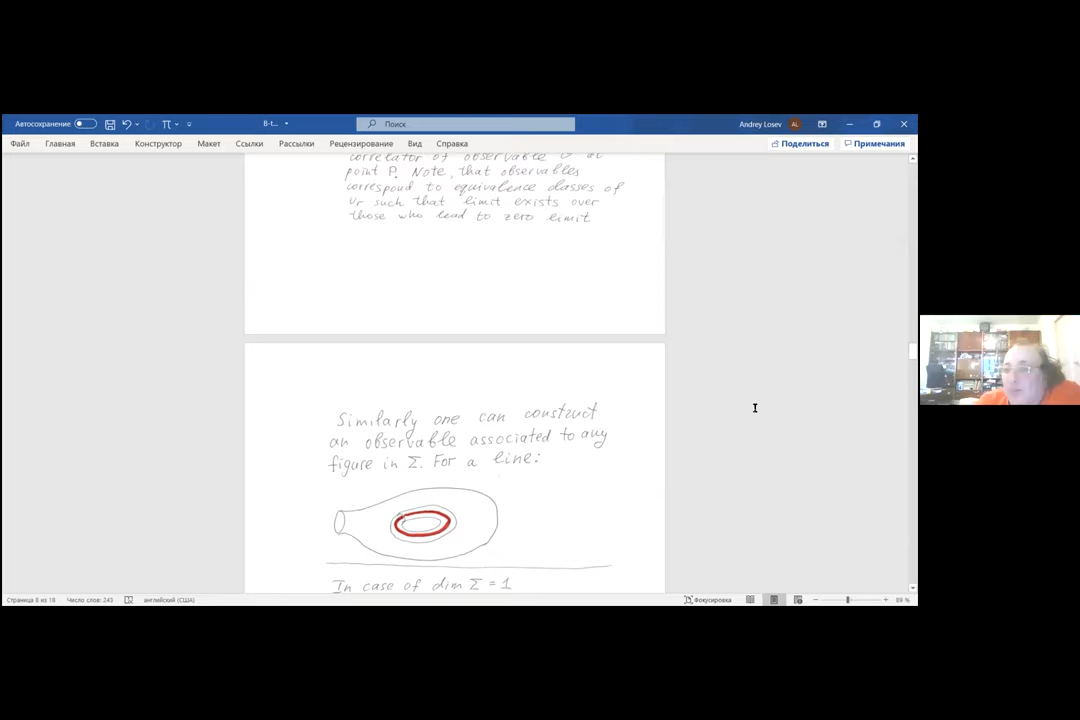 Автосохранение
B-t...
Поиск
Andrey Losev
AL
Файл
Главная
Вставка
Конструктор
Макет
Ссылки
Рассылки
Рецензирование
Вид
Справка
Поделиться
Примечания
correlator of observable at
point P. Note, that observables
correspond to equivalence classes of
such that limit exists over
those who lead to zero limit
Similarly one can construct
an observable associated to any
figure in Σ. For a line:
In case of dim Σ = 1
Страница 8 из 18
Число слов: 243
английский (США)
Фокусировка
89 %